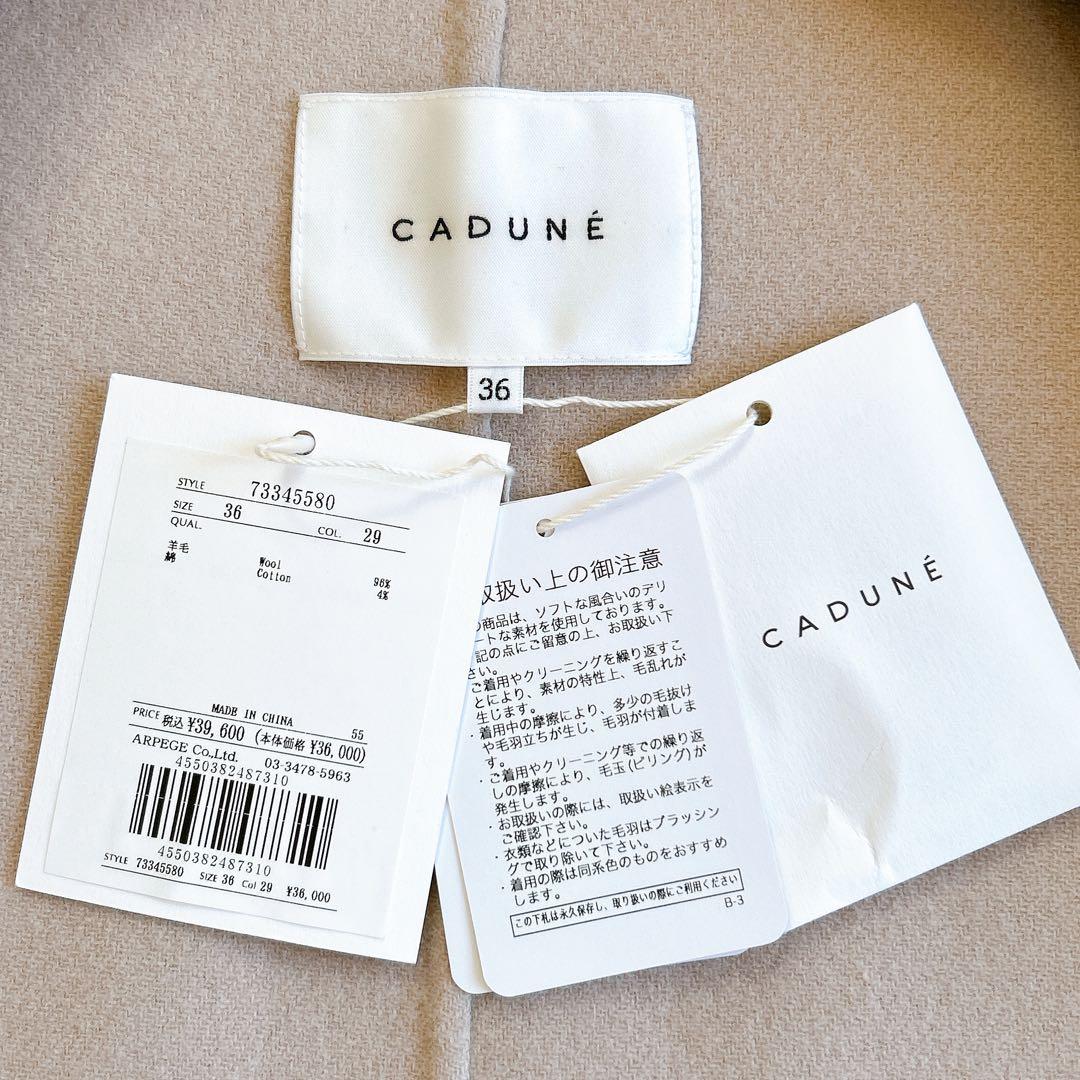 CADUNÉ
36
STYLE 73345580
SIZE 36 COL. 29
QUAL.
羊毛 Wool 96%
綿 Cotton 4%
MADE IN CHINA 55
PRICE 税込 ¥39,600 (本体価格 ¥36,000)
ARPEGE Co.,Ltd. 03-3478-5963
4550382487310
4550382487310
STYLE 73345580 SIZE 36 Col 29 ¥36,000
取扱い上の御注意
商品は、ソフトな風合いのデリ
ートな素材を使用しております。
記の点にご留意の上、お取扱い下
さい。
ご着用やクリーニングを繰り返すこ
とにより、素材の特性上、毛乱れが
生じます。
・着用中の摩擦により、多少の毛抜け
や毛羽立ちが生じ、毛羽が付着しま
す。
・ご着用やクリーニング等での繰り返
しの摩擦により、毛玉(ピリング)が
発生します。
・お取扱いの際には、取扱い絵表示を
ご確認下さい。
・衣類などについた毛羽はブラッシン
グで取り除いて下さい。
・着用の際は同系色のものをおすすめ
します。
この下札は永久保存し、取り扱いの際にご利用ください
B-3
CADUNÉ